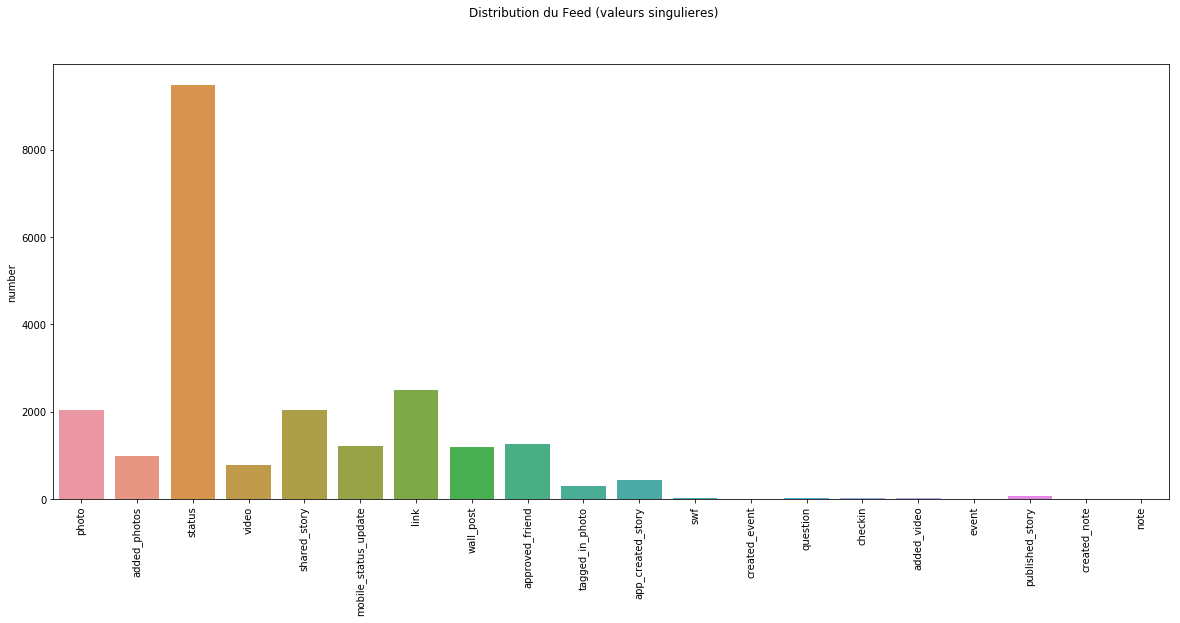 Distribution du Feed (valeurs singulieres)
number
8000
6000
4000
2000
0
photo
added_photos
status
video
shared_story
mobile_status_update
link
wall_post
approved_friend
tagged_in_photo
app_created_story
swf
created_event
question
checkin
added_video
event
published_story
created_note
note